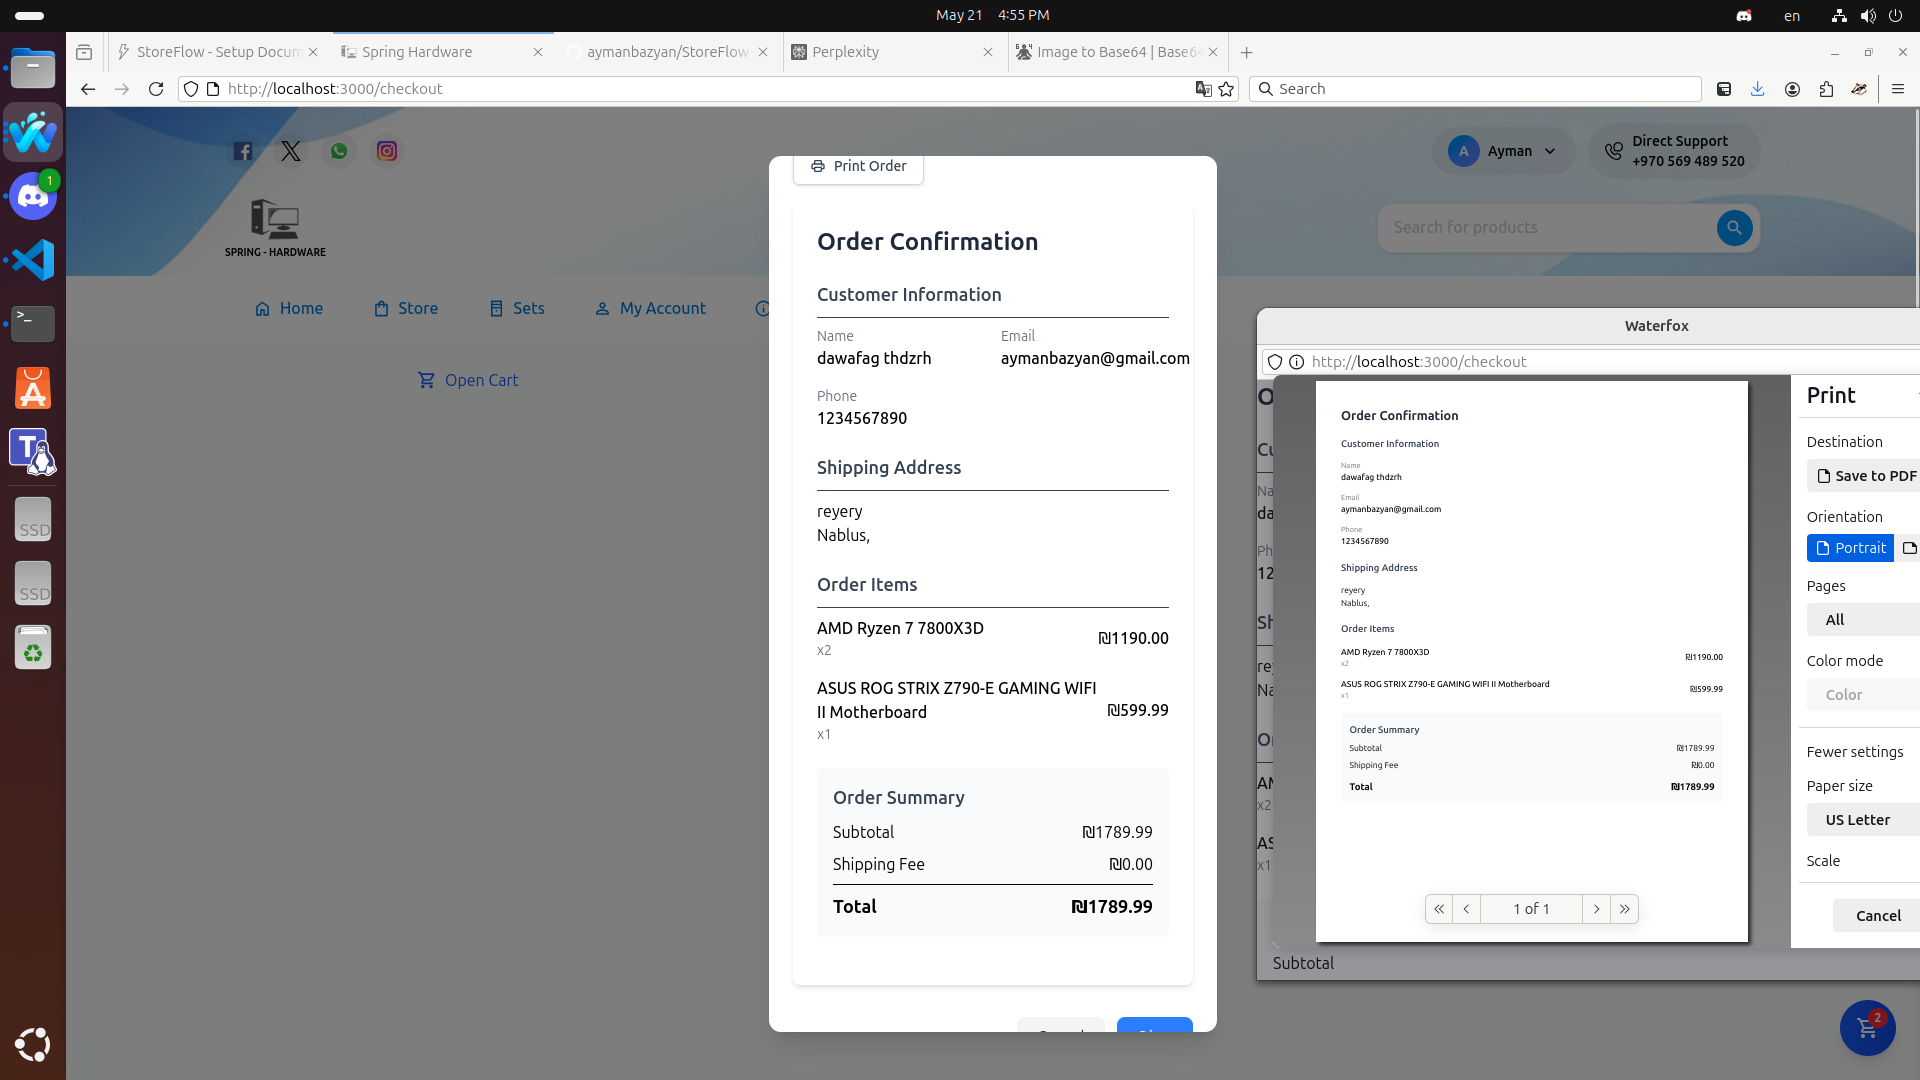 May 21 4:55 PM
en
StoreFlow - Setup Docum
Spring Hardware
aymanbazyan/StoreFlow-
Perplexity
Image to Base64 | Base64
http://localhost:3000/checkout
Search
1
Ayman
A
Direct Support
+970 569 489 520
SPRING - HARDWARE
Search for products
Home
Store
Sets
My Account
Open Cart
Print Order
Order Confirmation
Customer Information
Name
Email
dawafag thdzrh
aymanbazyan@gmail.com
Phone
1234567890
Shipping Address
reyery
Nablus,
Order Items
AMD Ryzen 7 7800X3D
x2
₪1190.00
ASUS ROG STRIX Z790-E GAMING WIFI
II Motherboard
x1
₪599.99
Order Summary
Subtotal ₪1789.99
Shipping Fee ₪0.00
Total ₪1789.99
Waterfox
http://localhost:3000/checkout
Order Confirmation
Customer Information
Name
dawafag thdzrh
Email
aymanbazyan@gmail.com
Phone
1234567890
Shipping Address
reyery
Nablus,
Order Items
AMD Ryzen 7 7800X3D
x2
₪1190.00
ASUS ROG STRIX Z790-E GAMING WIFI II Motherboard
x1
₪599.99
Order Summary
Subtotal ₪1789.99
Shipping Fee ₪0.00
Total ₪1789.99
1 of 1
Subtotal
Print
Destination
Save to PDF
Orientation
Portrait
Pages
All
Color mode
Color
Fewer settings
Paper size
US Letter
Scale
Cancel
SSD
SSD
2